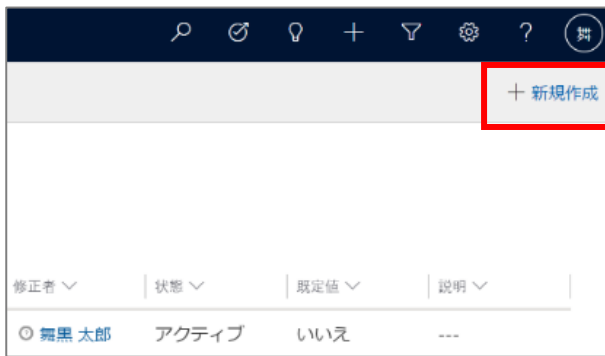 舞
+ 新規作成
修正者 状態 既定値 説明
舞黒 太郎 アクティブ いいえ ---